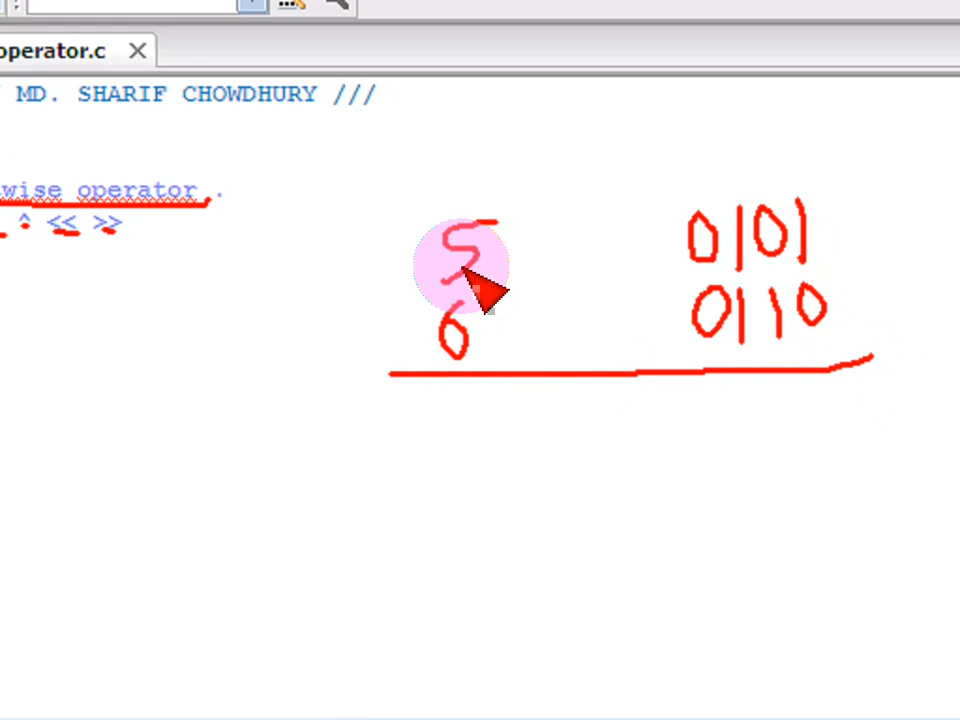 operator.c
MD. SHARIF CHOWDHURY ///
wise operator .
^ << >>
5 0101
6 0110